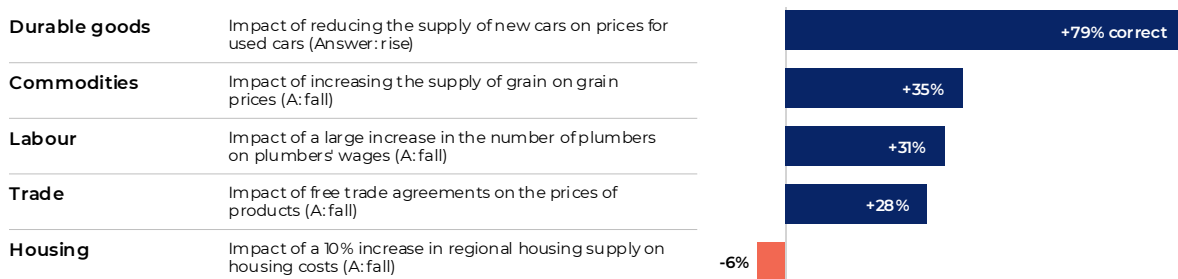 Durable goods
Impact of reducing the supply of new cars on prices for
used cars (Answer: rise)
+79% correct
Commodities
Impact of increasing the supply of grain on grain
prices (A: fall)
+35%
Labour
Impact of a large increase in the number of plumbers
on plumbers' wages (A: fall)
+31%
Trade
Impact of free trade agreements on the prices of
products (A: fall)
+28%
Housing
Impact of a 10% increase in regional housing supply on
housing costs (A: fall)
-6%